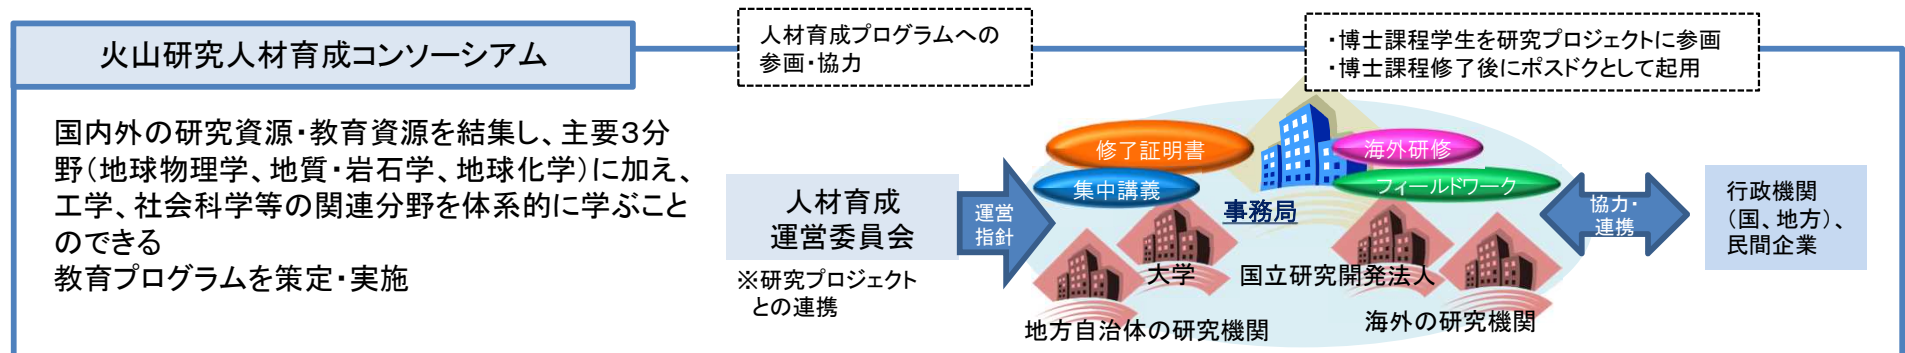 火山研究人材育成コンソーシアム
国内外の研究資源・教育資源を結集し、主要3分
野(地球物理学、地質・岩石学、地球化学)に加え、
工学、社会科学等の関連分野を体系的に学ぶこと
のできる
教育プログラムを策定・実施
人材育成プログラムへの
参画・協力
・博士課程学生を研究プロジェクトに参画
・博士課程修了後にポスドクとして起用
人材育成
運営委員会
※研究プロジェクト
との連携
運営
指針
修了証明書
集中講義
海外研修
フィールドワーク
事務局
大学
国立研究開発法人
地方自治体の研究機関
海外の研究機関
協力・
連携
行政機関
(国、地方)、
民間企業